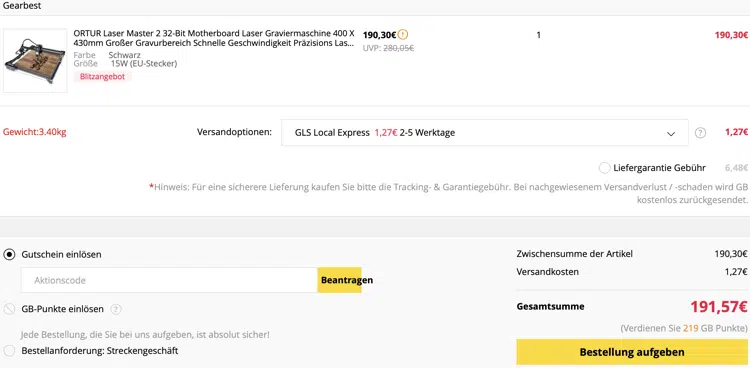 Gearbest
ORTUR Laser Master 2 32-Bit Motherboard Laser Graviermaschine 400 X
430mm Großer Gravurbereich Schnelle Geschwindigkeit Präzisions Las...
Farbe Schwarz
Größe 15W (EU-Stecker)
Blitzangebot
190,30€
UVP: 280,05€
1
190,30€
Gewicht:3.40kg
Versandoptionen:
GLS Local Express 1,27€ 2-5 Werktage
?
1,27€
Liefergarantie Gebühr 6,48€
*Hinweis: Für eine sicherere Lieferung kaufen Sie bitte die Tracking- & Garantiegebühr. Bei nachgewiesenem Versandverlust / -schaden wird GB
kostenlos zurückgesendet.
Gutschein einlösen
Aktionscode
Beantragen
GB-Punkte einlösen ?
Jede Bestellung, die Sie bei uns aufgeben, ist absolut sicher!
Bestellanforderung: Streckengeschäft
Zwischensumme der Artikel 190,30€
Versandkosten 1,27€
Gesamtsumme 191,57€
(Verdienen Sie 219 GB Punkte)
Bestellung aufgeben